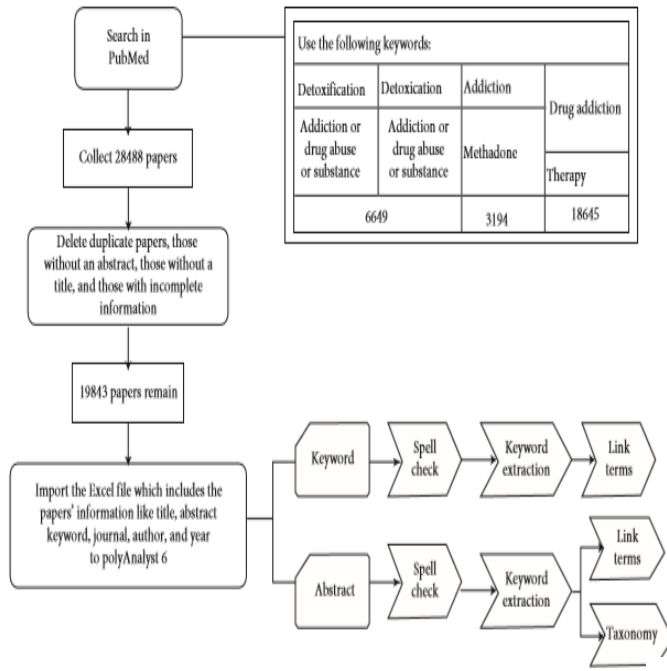 Search in
PubMed
Use the following keywords:
Detoxification
Detoxication
Addiction
Drug addiction
Addiction or
drug abuse
or substance
Addiction or
drug abuse
or substance
Methadone
Therapy
6649
3194
18645
Collect 28488 papers
Delete duplicate papers, those
without an abstract, those without a
title, and those with incomplete
information
19843 papers remain
Import the Excel file which includes the
papers' information like title, abstract
keyword, journal, author, and year
to polyAnalyst 6
Keyword
Spell
check
Keyword
extraction
Link
terms
Abstract
Spell
check
Keyword
extraction
Link
terms
Taxonomy